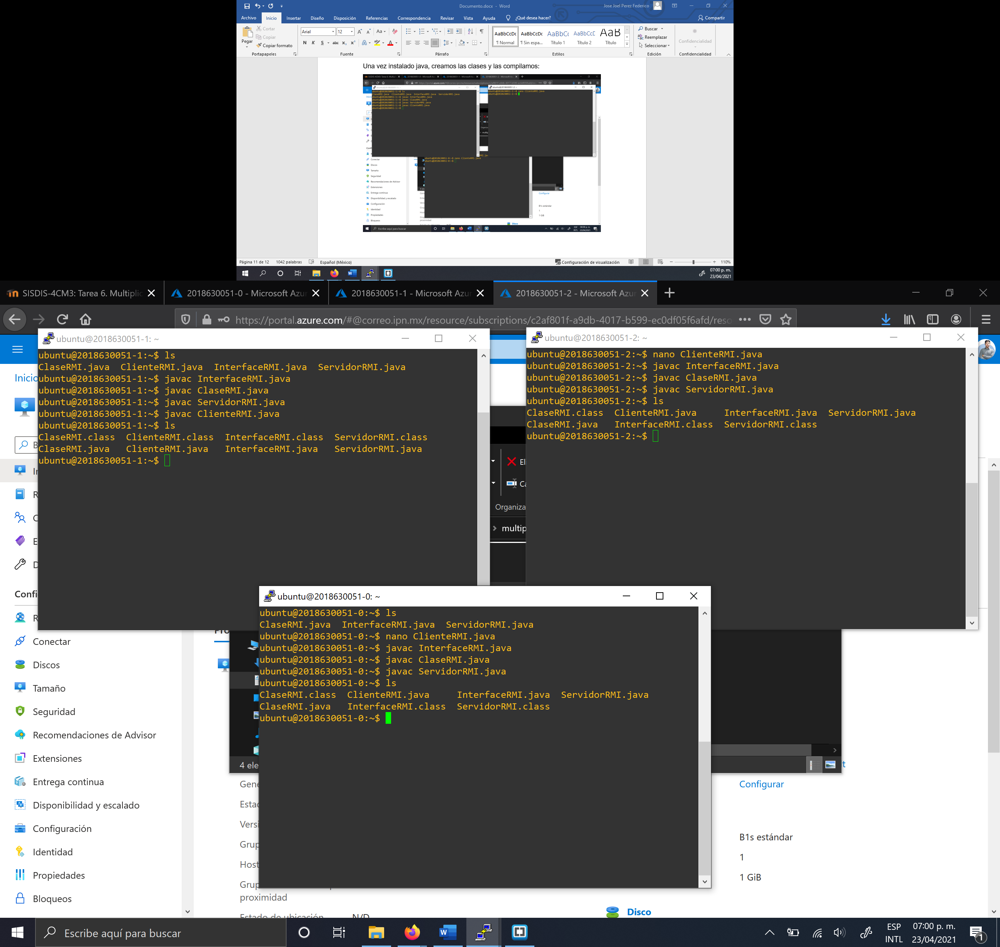 Documento.docx - Word
Jose Joel Perez Federico
Archivo Inicio Insertar Diseño Disposición Referencias Correspondencia Revisar Vista Ayuda ¿Qué desea hacer? Compartir
Pegar
Cortar
Copiar
Copiar formato
Portapapeles
Arial 12
Fuente
Párrafo
AaBbCcDc AaBbCcDc AaBbC AaBbCcE AaB
¶ Normal ¶ Sin espa... Título 1 Título 2 Título
Estilos
Buscar
Reemplazar
Seleccionar
Edición
Confidencialidad
Confidencialidad
Una vez instalado java, creamos las clases y las compilamos:
Página 11 de 12 1042 palabras Español (México) Configuración de visualización 110%
07:00 p. m.
23/04/2021
SISDIS-4CM3: Tarea 6. Multiplic
2018630051-0 - Microsoft Azur
2018630051-1 - Microsoft Azur
2018630051-2 - Microsoft Azur
https://portal.azure.com/#@correo.ipn.mx/resource/subscriptions/c2af801f-a9db-4017-b599-ec0df05f6afd/reso
ubuntu@2018630051-1: ~
ubuntu@2018630051-1:~$ ls
ClaseRMI.java ClienteRMI.java InterfaceRMI.java ServidorRMI.java
ubuntu@2018630051-1:~$ javac InterfaceRMI.java
ubuntu@2018630051-1:~$ javac ClaseRMI.java
ubuntu@2018630051-1:~$ javac ServidorRMI.java
ubuntu@2018630051-1:~$ javac ClienteRMI.java
ubuntu@2018630051-1:~$ ls
ClaseRMI.class ClienteRMI.class InterfaceRMI.class ServidorRMI.class
ClaseRMI.java ClienteRMI.java InterfaceRMI.java ServidorRMI.java
ubuntu@2018630051-1:~$
ubuntu@2018630051-2: ~
ubuntu@2018630051-2:~$ nano ClienteRMI.java
ubuntu@2018630051-2:~$ javac InterfaceRMI.java
ubuntu@2018630051-2:~$ javac ClaseRMI.java
ubuntu@2018630051-2:~$ javac ServidorRMI.java
ubuntu@2018630051-2:~$ ls
ClaseRMI.class ClienteRMI.java InterfaceRMI.java ServidorRMI.java
ClaseRMI.java InterfaceRMI.class ServidorRMI.class
ubuntu@2018630051-2:~$
ubuntu@2018630051-0: ~
ubuntu@2018630051-0:~$ ls
ClaseRMI.java InterfaceRMI.java ServidorRMI.java
ubuntu@2018630051-0:~$ nano ClienteRMI.java
ubuntu@2018630051-0:~$ javac InterfaceRMI.java
ubuntu@2018630051-0:~$ javac ClaseRMI.java
ubuntu@2018630051-0:~$ javac ServidorRMI.java
ubuntu@2018630051-0:~$ ls
ClaseRMI.class ClienteRMI.java InterfaceRMI.java ServidorRMI.java
ClaseRMI.java InterfaceRMI.class ServidorRMI.class
ubuntu@2018630051-0:~$
Inicio
Confi
Organiza
multip
Conectar
Discos
Tamaño
Seguridad
Recomendaciones de Advisor
Extensiones
Entrega continua
Disponibilidad y escalado
Configuración
Identidad
Propiedades
Bloqueos
4 ele
Gene
Estac
Versi
Grup
Host
Grup
proximidad
Estado de ubicación N/D
Configurar
B1s estándar
1
1 GiB
Disco
Escribe aquí para buscar
ESP
INTL
07:00 p. m.
23/04/2021
1